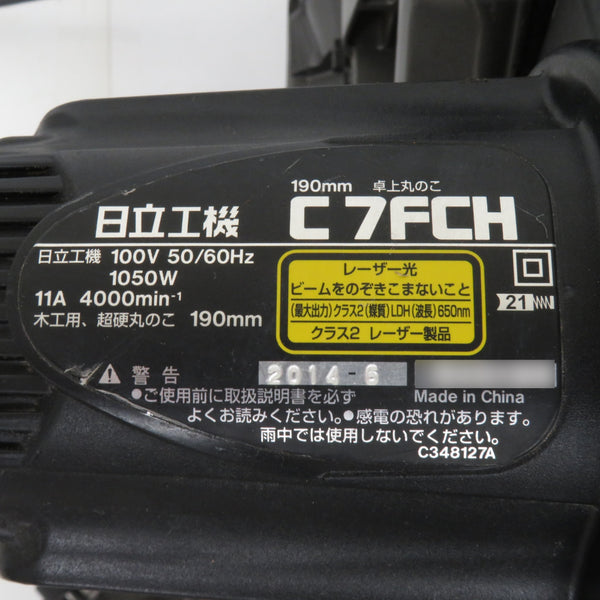 190mm 卓上丸のこ
日立工機 C 7FCH
日立工機 100V 50/60Hz
1050W
11A 4000min-1
木工用、超硬丸のこ 190mm
レーザー光
ビームをのぞきこまないこと
(最大出力)クラス2(媒質)LDH(波長)650nm
クラス2 レーザー製品
21
警告
2014-6
●ご使用前に取扱説明書を必ず
Made in China
よくお読みください。●感電の恐れがあります。
雨中では使用しないでください。
C348127A